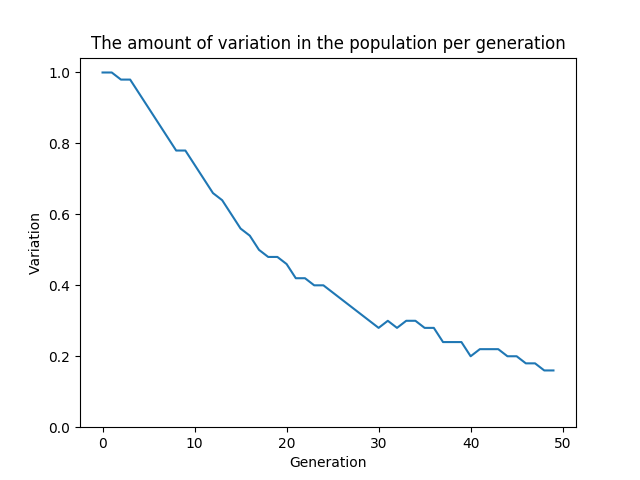 The amount of variation in the population per generation
1.0
0.8
0.6
0.4
0.2
0.0
Variation
0 10 20 30 40 50
Generation